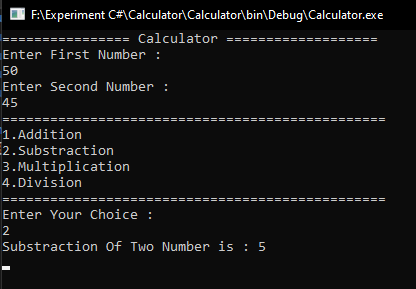 F:\Experiment C#\Calculator\Calculator\bin\Debug\Calculator.exe
================ Calculator ===================
Enter First Number :
50
Enter Second Number :
45
================================================
1.Addition
2.Substraction
3.Multiplication
4.Division
================================================
Enter Your Choice :
2
Substraction Of Two Number is : 5